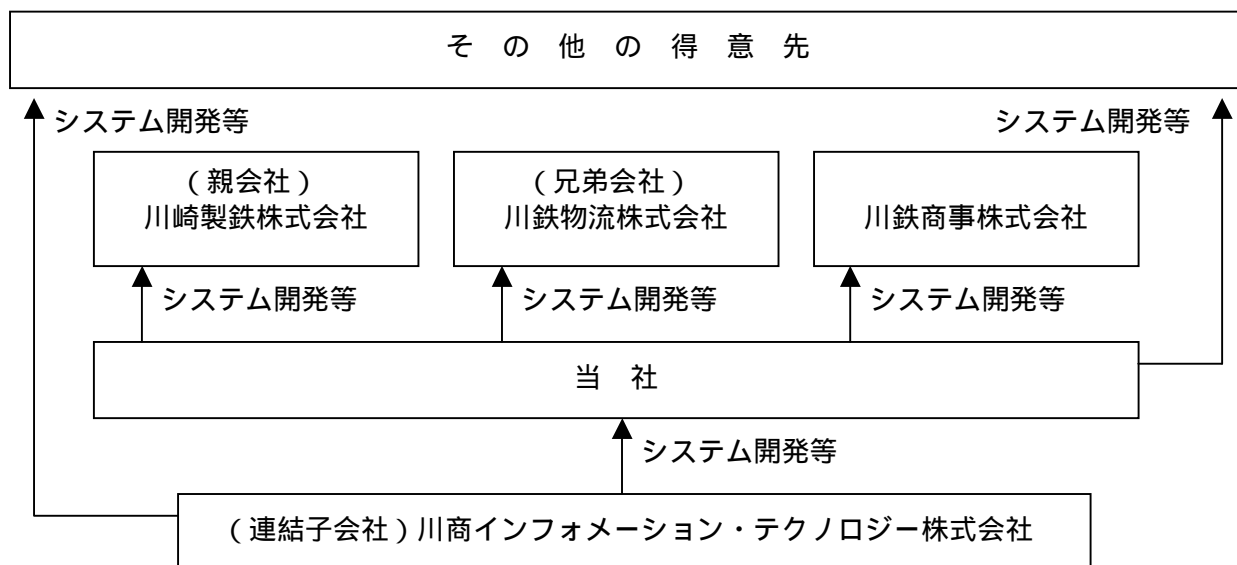 その他の得意先
システム開発等
システム開発等
（親会社）
川崎製鉄株式会社
（兄弟会社）
川鉄物流株式会社
川鉄商事株式会社
システム開発等
システム開発等
システム開発等
当社
システム開発等
（連結子会社）川商インフォメーション・テクノロジー株式会社